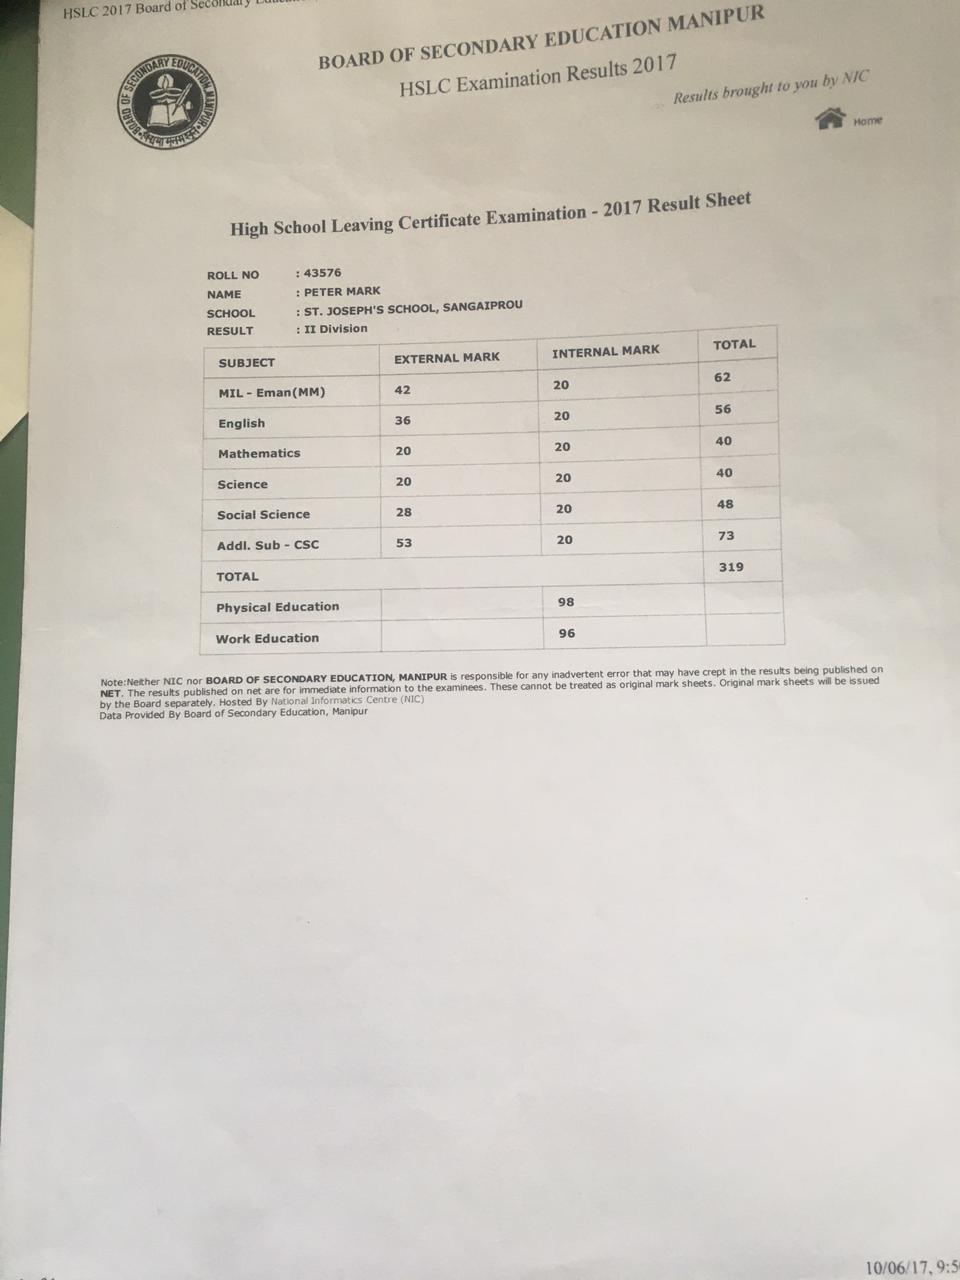 HSLC 2017 Board of Secondary
BOARD OF SECONDARY EDUCATION MANIPUR
HSLC Examination Results 2017
Results brought to you by NIC
BOARD OF SECONDARY EDUCATION, MANIPUR
Home
High School Leaving Certificate Examination - 2017 Result Sheet
ROLL NO : 43576
NAME : PETER MARK
SCHOOL : ST. JOSEPH'S SCHOOL, SANGAIPROU
RESULT : II Division
SUBJECT EXTERNAL MARK INTERNAL MARK TOTAL
MIL - Eman(MM) 42 20 62
English 36 20 56
Mathematics 20 20 40
Science 20 20 40
Social Science 28 20 48
Addl. Sub - CSC 53 20 73
TOTAL 319
Physical Education 98
Work Education 96
Note:Neither NIC nor BOARD OF SECONDARY EDUCATION, MANIPUR is responsible for any inadvertent error that may have crept in the results being published on
NET. The results published on net are for immediate information to the examinees. These cannot be treated as original mark sheets. Original mark sheets will be issued
by the Board separately. Hosted By National Informatics Centre (NIC)
Data Provided By Board of Secondary Education, Manipur
10/06/17, 9:5